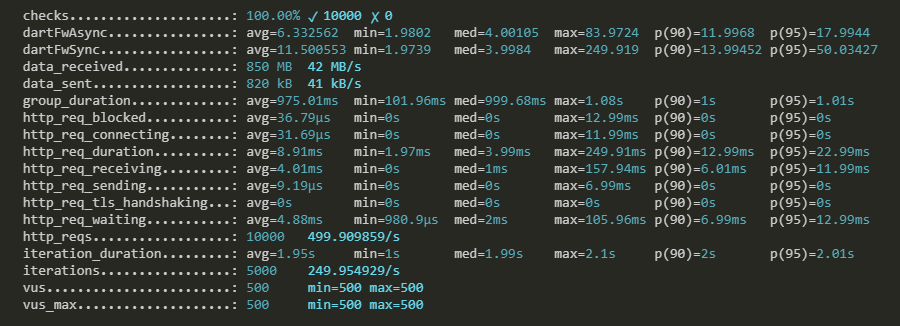 checks.....................: 100.00% ✓ 10000 ✗ 0
dartFwAsync................: avg=6.332562 min=1.9802 med=4.00105 max=83.9724 p(90)=11.9968 p(95)=17.9944
dartFwSync.................: avg=11.500553 min=1.9739 med=3.9984 max=249.919 p(90)=13.99452 p(95)=50.03427
data_received..............: 850 MB 42 MB/s
data_sent..................: 820 kB 41 kB/s
group_duration.............: avg=975.01ms min=101.96ms med=999.68ms max=1.08s p(90)=1s p(95)=1.01s
http_req_blocked...........: avg=36.79µs min=0s med=0s max=12.99ms p(90)=0s p(95)=0s
http_req_connecting........: avg=31.69µs min=0s med=0s max=11.99ms p(90)=0s p(95)=0s
http_req_duration..........: avg=8.91ms min=1.97ms med=3.99ms max=249.91ms p(90)=12.99ms p(95)=22.99ms
http_req_receiving.........: avg=4.01ms min=0s med=1ms max=157.94ms p(90)=6.01ms p(95)=11.99ms
http_req_sending...........: avg=9.19µs min=0s med=0s max=6.99ms p(90)=0s p(95)=0s
http_req_tls_handshaking...: avg=0s min=0s med=0s max=0s p(90)=0s p(95)=0s
http_req_waiting...........: avg=4.88ms min=980.9µs med=2ms max=105.96ms p(90)=6.99ms p(95)=12.99ms
http_reqs..................: 10000 499.909859/s
iteration_duration.........: avg=1.95s min=1s med=1.99s max=2.1s p(90)=2s p(95)=2.01s
iterations.................: 5000 249.954929/s
vus........................: 500 min=500 max=500
vus_max....................: 500 min=500 max=500